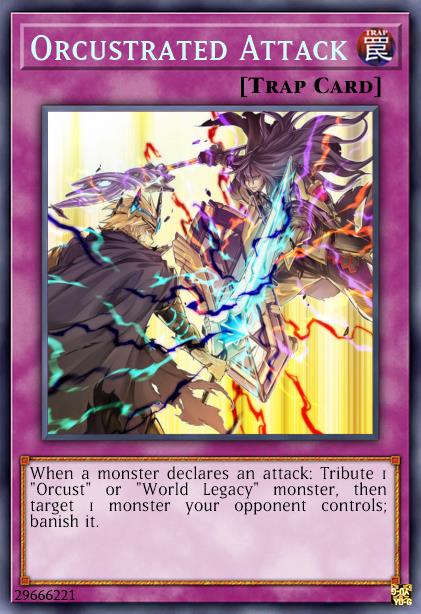 ORCUSTRATED ATTACK
TRAP
罠
[TRAP CARD]
When a monster declares an attack: Tribute 1
"Orcust" or "World Legacy" monster, then
target 1 monster your opponent controls;
banish it.
29666221